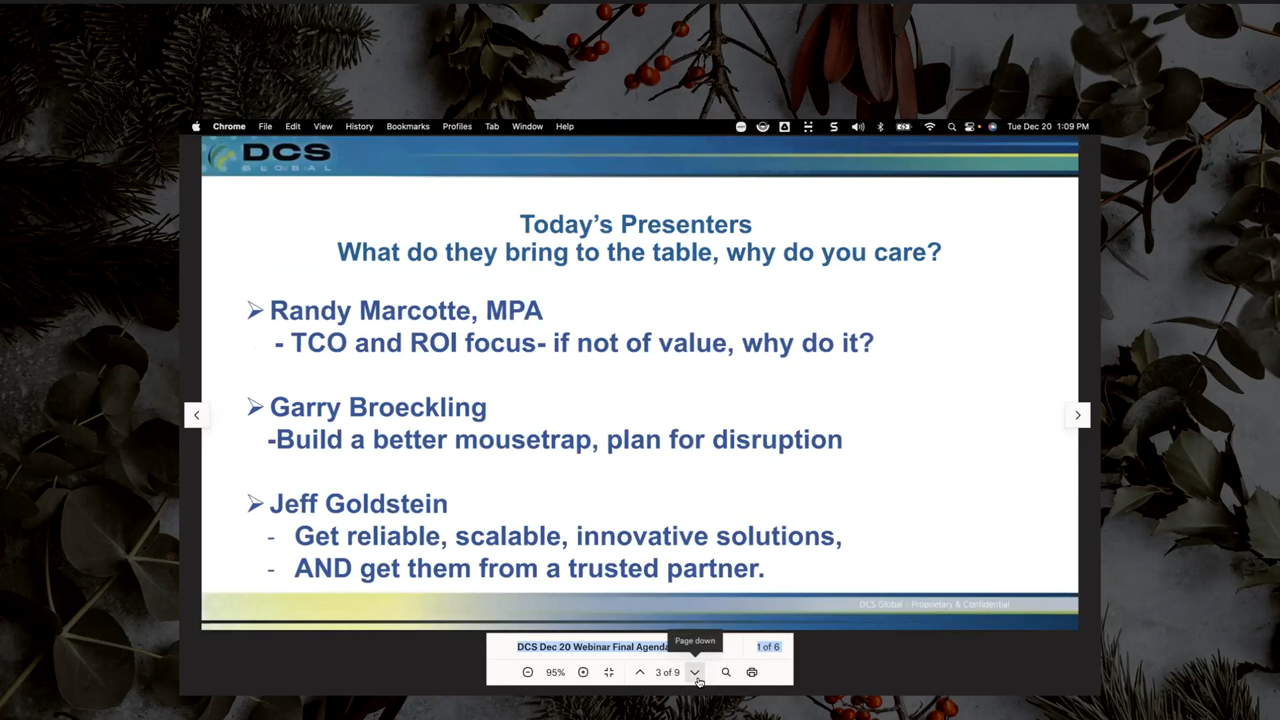 Chrome File Edit View History Bookmarks Profiles Tab Window Help Tue Dec 20 1:09 PM
DCS
GLOBAL
Today's Presenters
What do they bring to the table, why do you care?
Randy Marcotte, MPA
- TCO and ROI focus- if not of value, why do it?
Garry Broeckling
-Build a better mousetrap, plan for disruption
Jeff Goldstein
- Get reliable, scalable, innovative solutions,
- AND get them from a trusted partner.
DCS Global - Proprietary & Confidential
Page down
DCS Dec 20 Webinar Final Agenda 1 of 6
95% 3 of 9